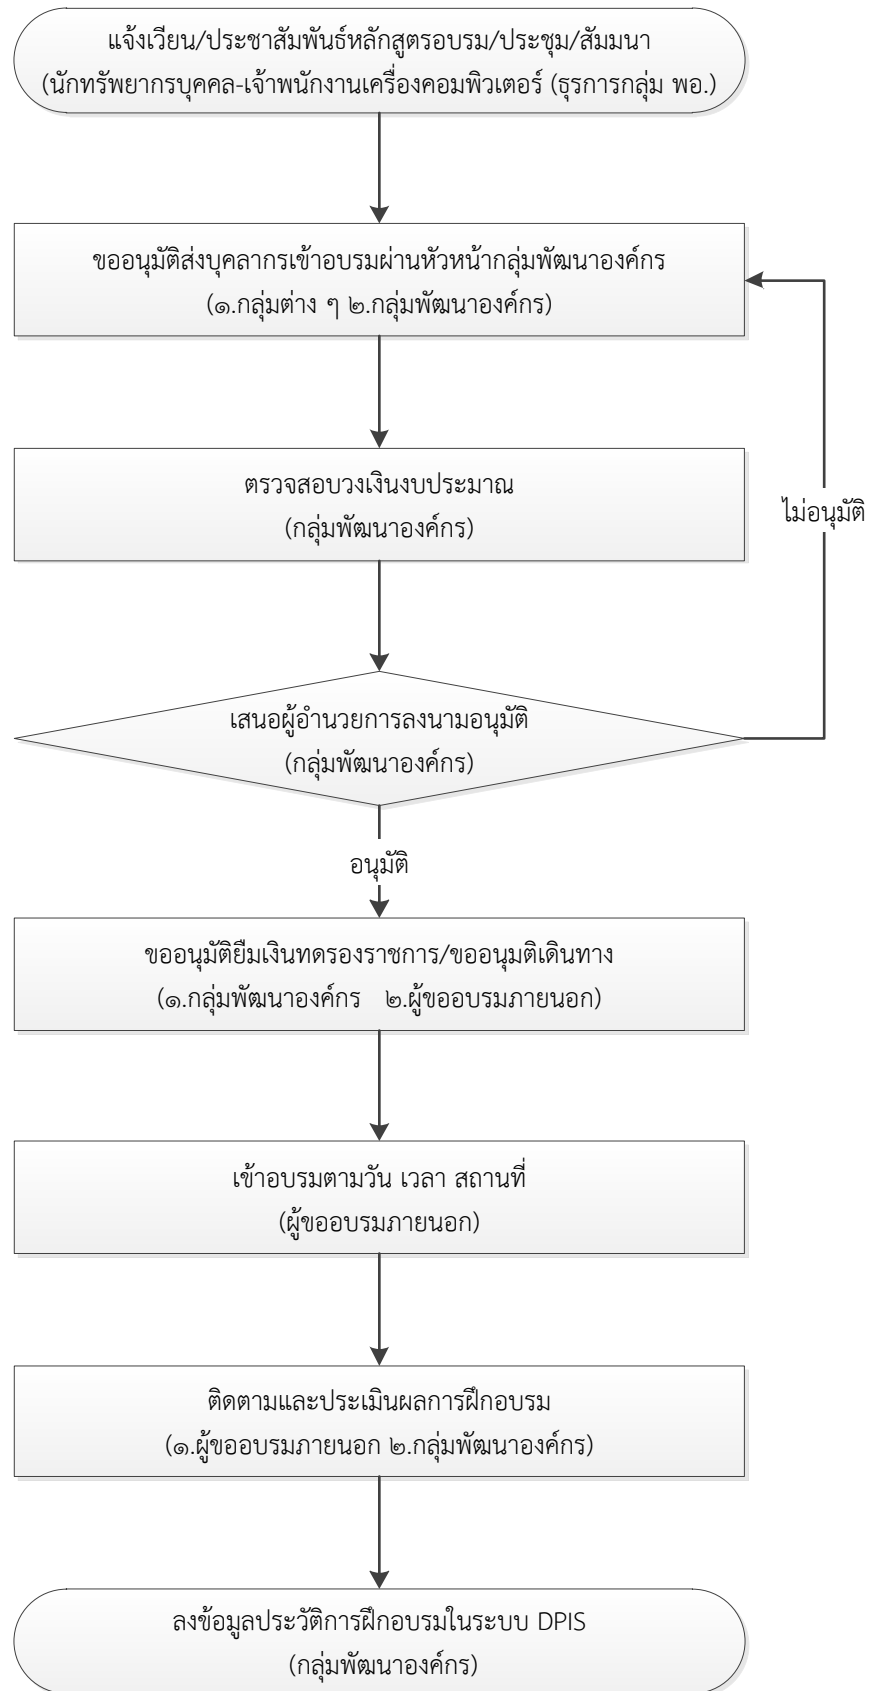 แจ้งเวียน/ประชาสัมพันธ์หลักสูตรอบรม/ประชุม/สัมมนา
(นักทรัพยากรบุคคล-เจ้าพนักงานเครื่องคอมพิวเตอร์ (ธุรการกลุ่ม พอ.)
ขออนุมัติส่งบุคลากรเข้าอบรมผ่านหัวหน้ากลุ่มพัฒนาองค์กร
(๑.กลุ่มต่าง ๆ ๒.กลุ่มพัฒนาองค์กร)
ตรวจสอบวงเงินงบประมาณ
(กลุ่มพัฒนาองค์กร)
ไม่อนุมัติ
เสนอผู้อำนวยการลงนามอนุมัติ
(กลุ่มพัฒนาองค์กร)
อนุมัติ
ขออนุมัติยืมเงินทดรองราชการ/ขออนุมติเดินทาง
(๑.กลุ่มพัฒนาองค์กร ๒.ผู้ขออบรมภายนอก)
เข้าอบรมตามวัน เวลา สถานที่
(ผู้ขออบรมภายนอก)
ติดตามและประเมินผลการฝึกอบรม
(๑.ผู้ขออบรมภายนอก ๒.กลุ่มพัฒนาองค์กร)
ลงข้อมูลประวัติการฝึกอบรมในระบบ DPIS
(กลุ่มพัฒนาองค์กร)